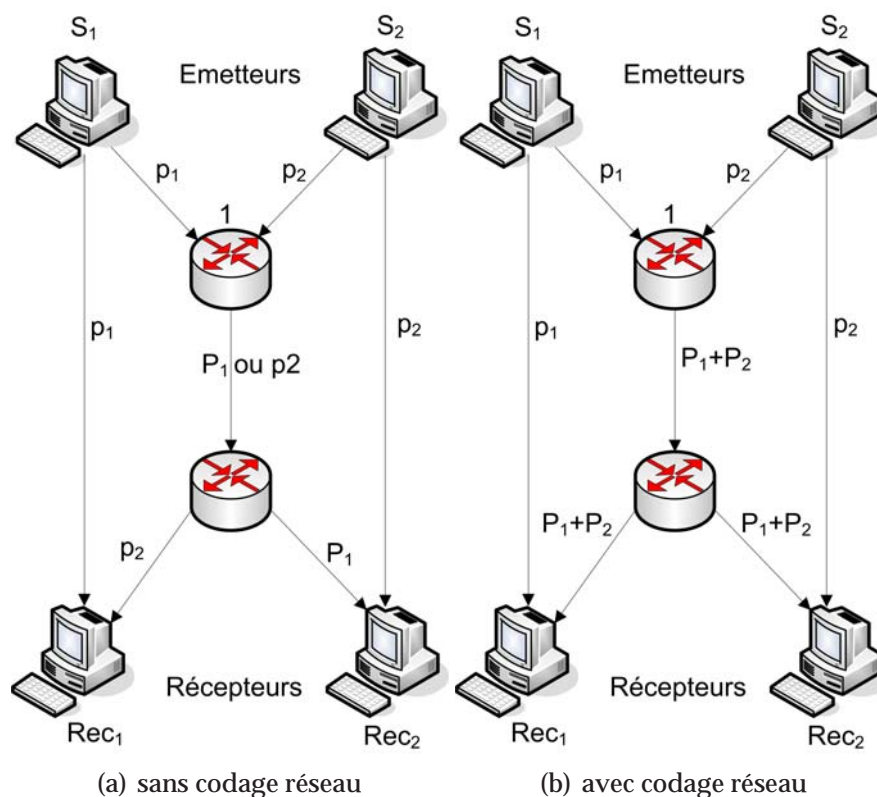 S₁ S₂ S₁ S₂
Emetteurs Emetteurs
p₁ p₂ p₁ p₂
1 1
p₁ p₂ p₁ p₂
P₁ ou p2 P₁+P₂
p₂ P₁ P₁+P₂ P₁+P₂
Récepteurs Récepteurs
Rec₁ Rec₂ Rec₁ Rec₂
(a) sans codage réseau (b) avec codage réseau